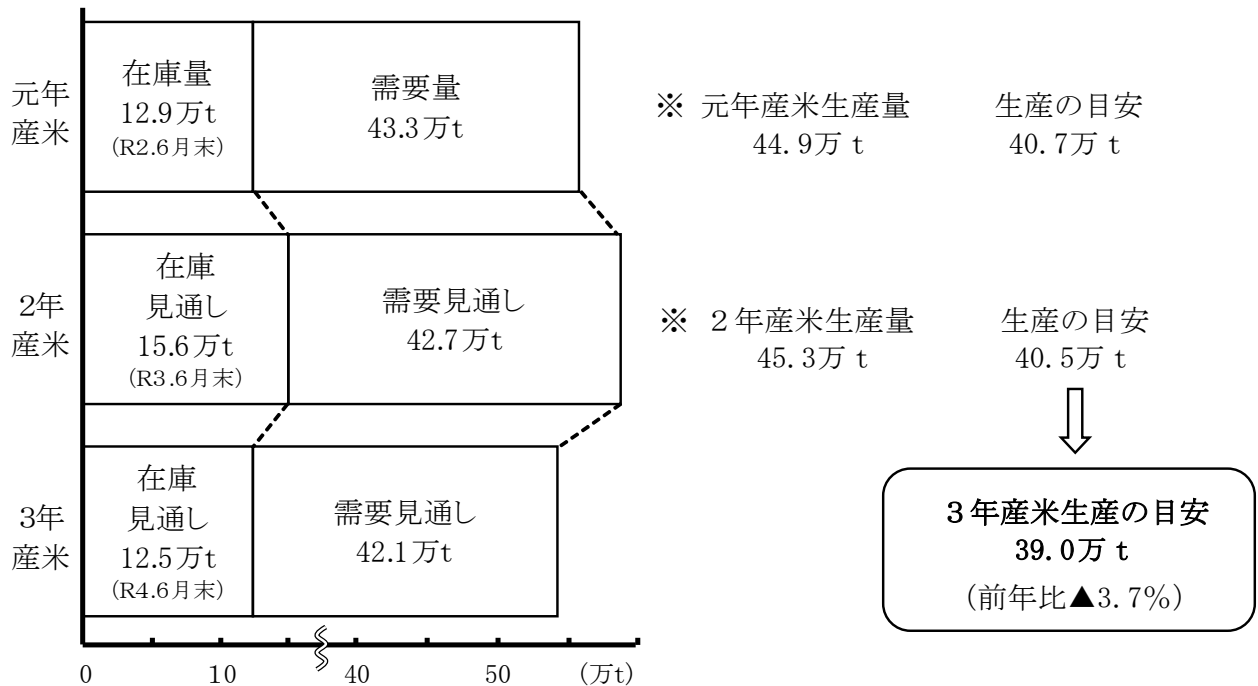 元年
産米
在庫量
12.9万t
(R2.6月末)
需要量
43.3万t
※ 元年産米生産量
44.9万ｔ
生産の目安
40.7万ｔ
2年
産米
在庫
見通し
15.6万t
(R3.6月末)
需要見通し
42.7万t
※ ２年産米生産量
45.3万ｔ
生産の目安
40.5万ｔ
3年
産米
在庫
見通し
12.5万t
(R4.6月末)
需要見通し
42.1万t
３年産米生産の目安
39.0万ｔ
(前年比▲3.7%)
0 10 40 50 (万t)